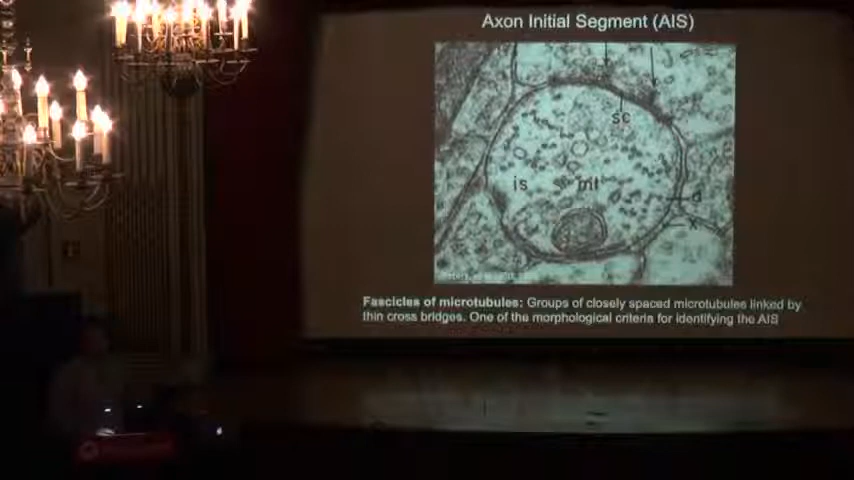 Axon Initial Segment (AIS)
sc
is
mt
d
x
Fascicles of microtubules: Groups of closely spaced microtubules linked by
thin cross bridges. One of the morphological criteria for identifying the AIS